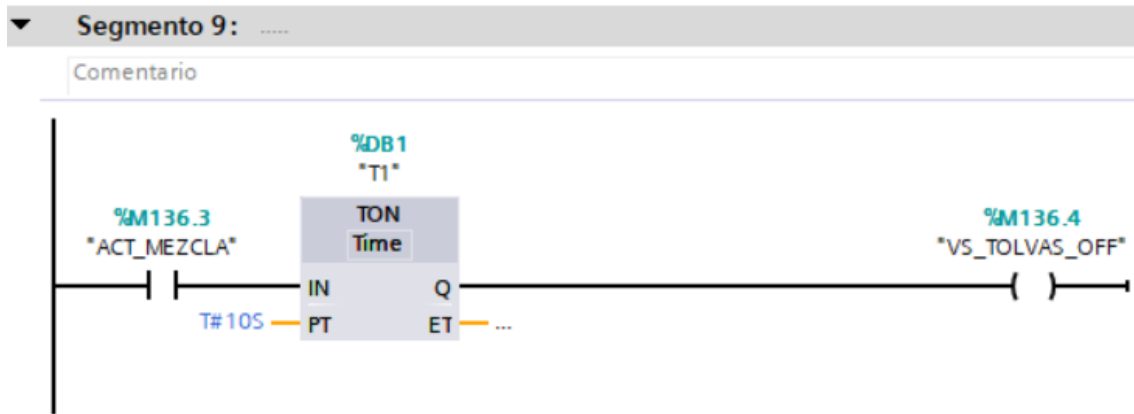 Segmento 9: .....
Comentario
%DB1
"T1"
%M136.3
"ACT_MEZCLA"
TON
Time
%M136.4
"VS_TOLVAS_OFF"
IN Q
T#10S PT ET ...